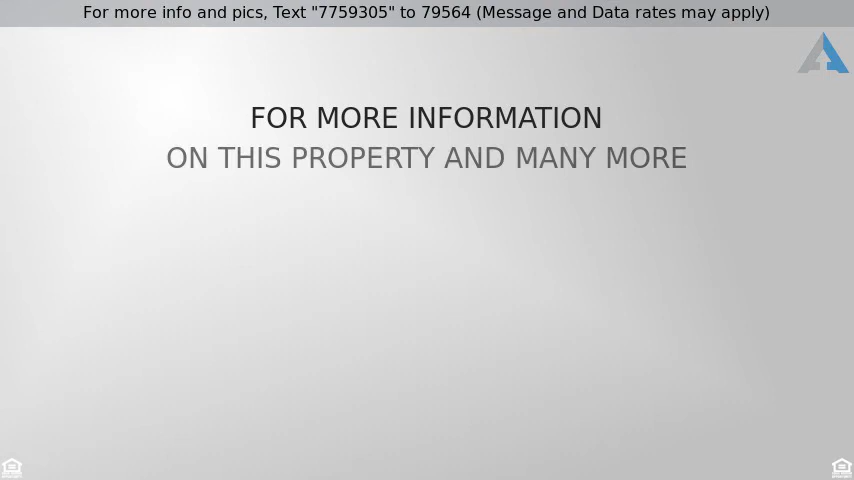 For more info and pics, Text "7759305" to 79564 (Message and Data rates may apply)
FOR MORE INFORMATION
ON THIS PROPERTY AND MANY MORE